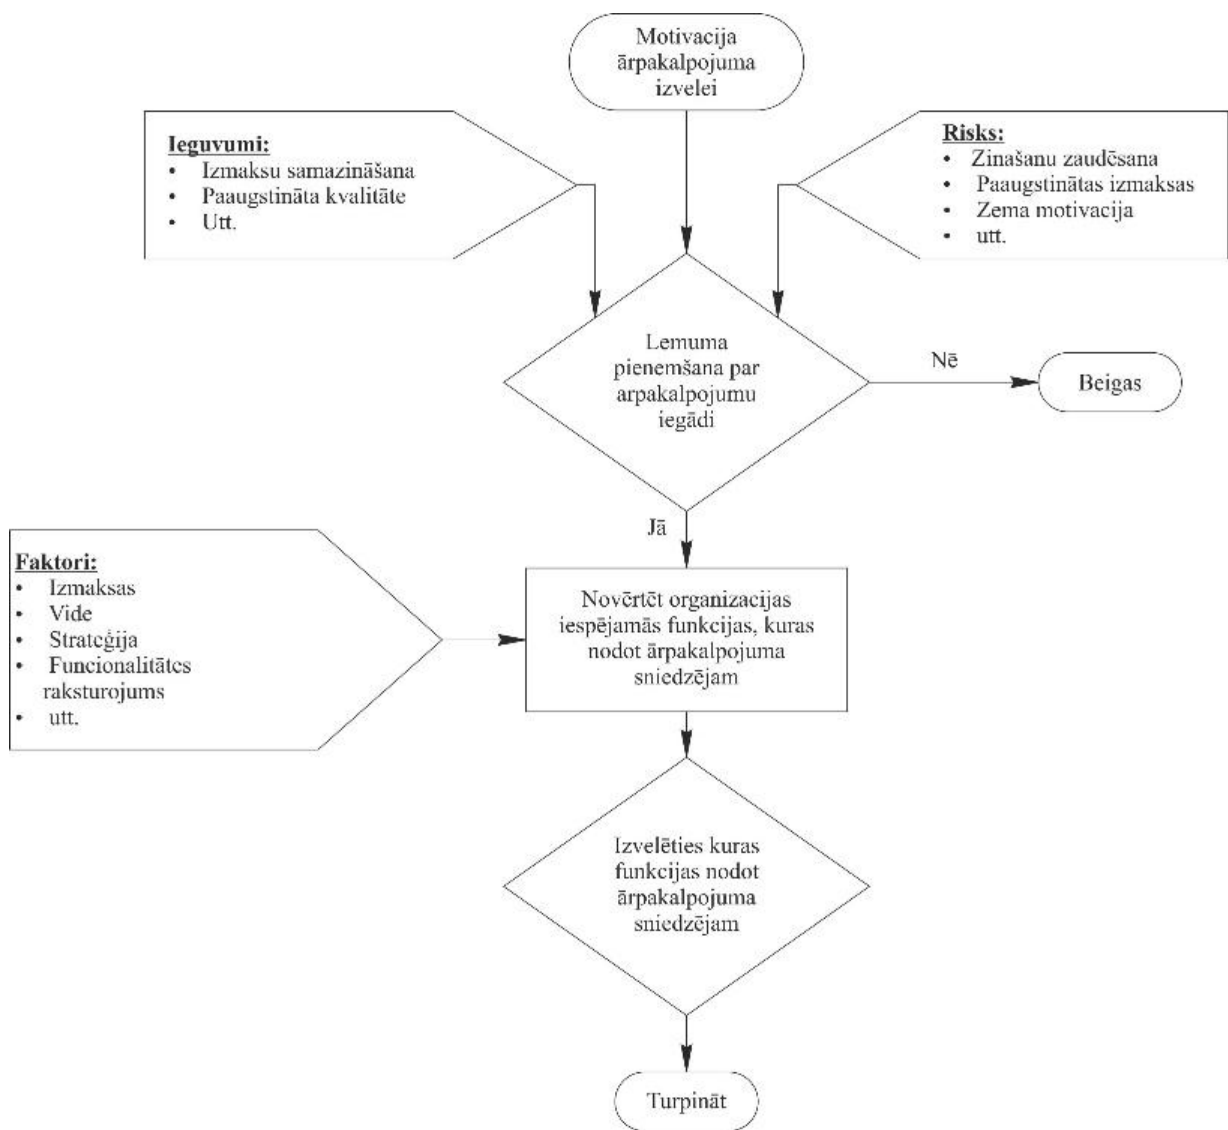 Motivacija
ārpakalpojuma
izvelei
Ieguvumi:
• Izmaksu samazināšana
• Paaugstināta kvalitāte
• Utt.
Risks:
• Zinašanu zaudēsana
• Paaugstinātas izmaksas
• Zema motivacija
• utt.
Lemuma
pienemšana par
arpakalpojumu
iegādi
Nē
Beigas
Jā
Faktori:
• Izmaksas
• Vide
• Strateģija
• Funcionalitātes
raksturojums
• utt.
Novērtēt organizacijas
iespējamās funkcijas, kuras
nodot ārpakalpojuma
sniedzējam
Izvelēties kuras
funkcijas nodot
ārpakalpojuma
sniedzējam
Turpināt